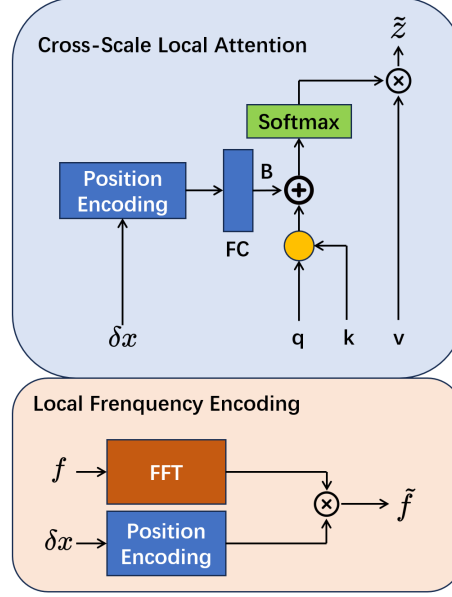 Cross-Scale Local Attention
z̃
Softmax
Position
Encoding
B
FC
δx
q
k
v
Local Frenquency Encoding
f
FFT
f̃
δx
Position
Encoding